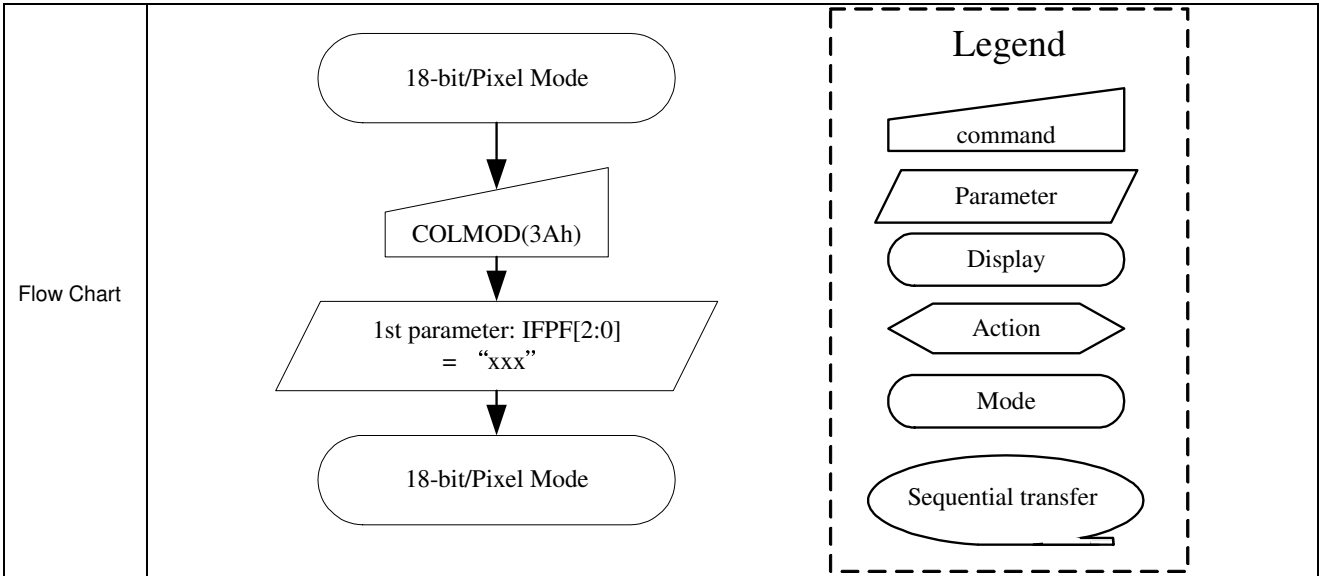 Flow Chart
18-bit/Pixel Mode
COLMOD(3Ah)
1st parameter: IFPF[2:0]
= “xxx”
18-bit/Pixel Mode
Legend
command
Parameter
Display
Action
Mode
Sequential transfer